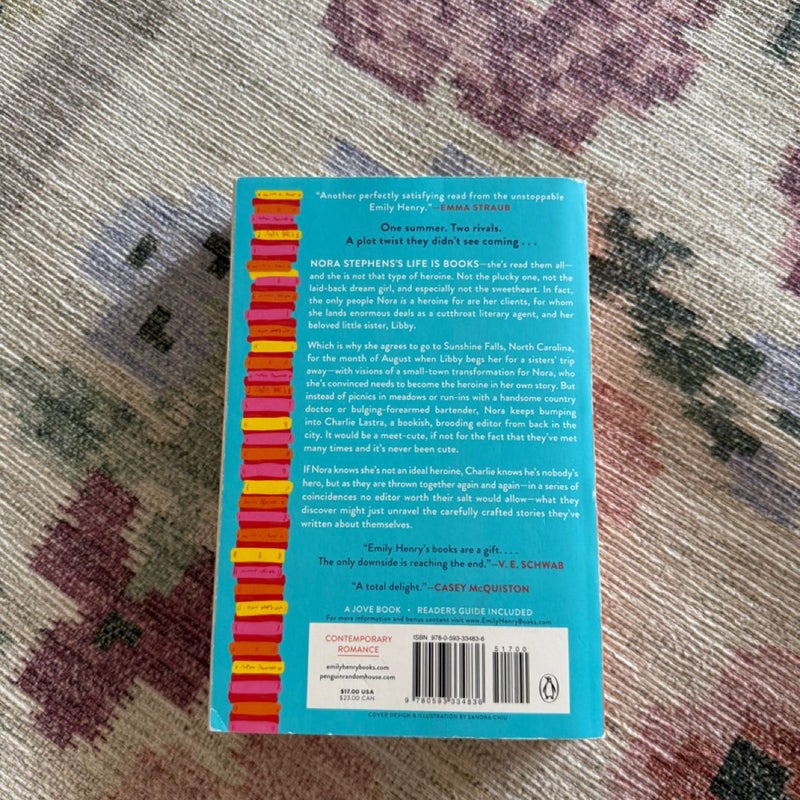 “Another perfectly satisfying read from the unstoppable
Emily Henry.”—EMMA STRAUB
One summer. Two rivals.
A plot twist they didn't see coming . . .
NORA STEPHENS'S LIFE IS BOOKS—she's read them all—
and she is not that type of heroine. Not the plucky one, not the
laid-back dream girl, and especially not the sweetheart. In fact,
the only people Nora is a heroine for are her clients, for whom
she lands enormous deals as a cutthroat literary agent, and her
beloved little sister, Libby.
Which is why she agrees to go to Sunshine Falls, North Carolina,
for the month of August when Libby begs her for a sisters' trip
away—with visions of a small-town transformation for Nora, who
she's convinced needs to become the heroine in her own story. But
instead of picnics in meadows or run-ins with a handsome country
doctor or bulging-forearmed bartender, Nora keeps bumping
into Charlie Lastra, a bookish, brooding editor from back in
the city. It would be a meet-cute, if not for the fact that they've met
many times and it's never been cute.
If Nora knows she's not an ideal heroine, Charlie knows he's nobody's
hero, but as they are thrown together again and again—in a series of
coincidences no editor worth their salt would allow—what they
discover might just unravel the carefully crafted stories they've
written about themselves.
“Emily Henry's books are a gift. . . .
The only downside is reaching the end.”—V. E. SCHWAB
“A total delight.”—CASEY McQUISTON
A JOVE BOOK • READERS GUIDE INCLUDED
For more information and bonus content visit www.EmilyHenryBooks.com
CONTEMPORARY
ROMANCE
emilyhenrybooks.com
penguinrandomhouse.com
$17.00 USA
$23.00 CAN
ISBN 978-0-593-33483-6
51700
9 780593 334836
COVER DESIGN & ILLUSTRATION BY SANDRA CHIU